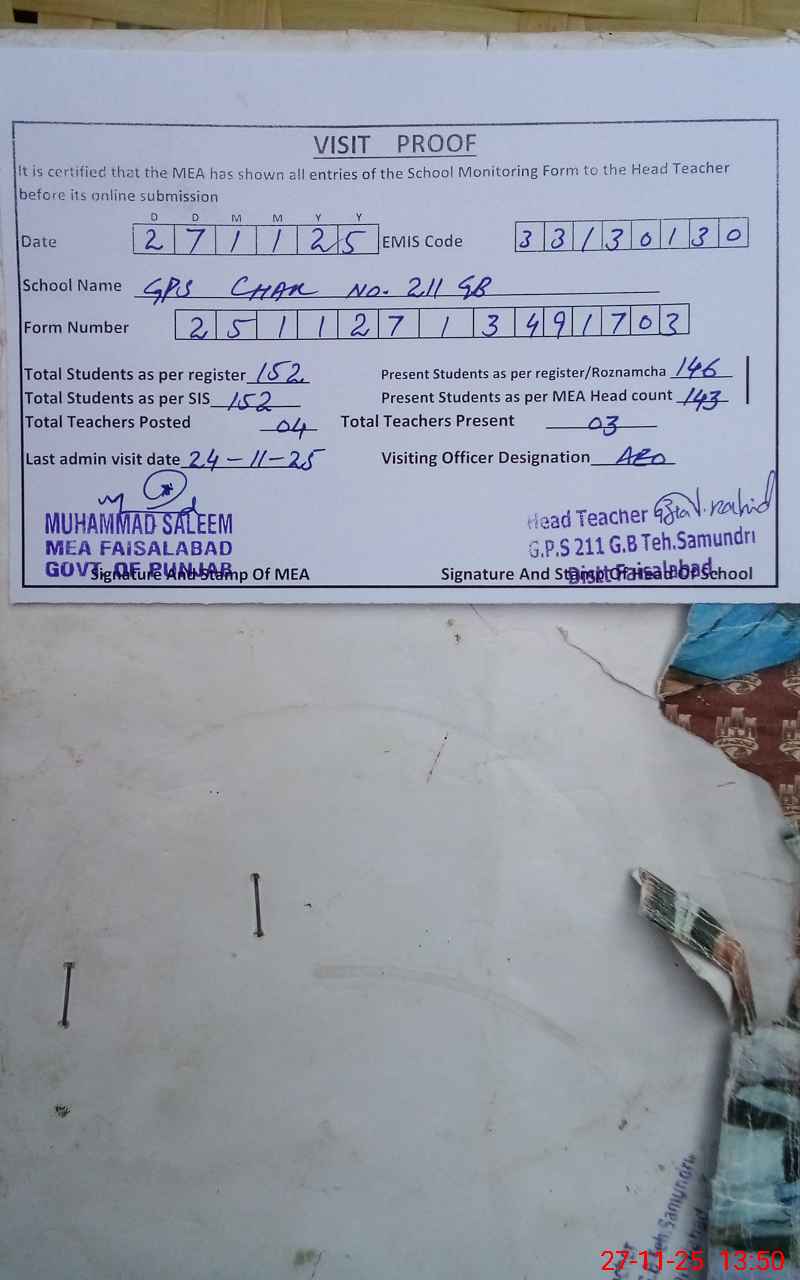 VISIT PROOF
It is certified that the MEA has shown all entries of the School Monitoring Form to the Head Teacher
before its online submission
D D M M Y Y
Date 2 7 1 1 2 5 EMIS Code 3 3 1 3 0 1 3 0
School Name GPS CHAK NO. 211 GB
Form Number 2 5 1 1 2 7 1 3 4 9 1 7 0 3
Total Students as per register 152 Present Students as per register/Roznamcha 146
Total Students as per SIS 152 Present Students as per MEA Head count 143
Total Teachers Posted 04 Total Teachers Present 03
Last admin visit date 24-11-25 Visiting Officer Designation AEO
MUHAMMAD SALEEM
MEA FAISALABAD
GOVT. OF PUNJAB
Signature And Stamp Of MEA
Head Teacher
G.P.S 211 G.B Teh.Samundri
Disst Faisalabad
Signature And Stamp Of Head Of School
Teh.Samundri
27-11-25 13:50